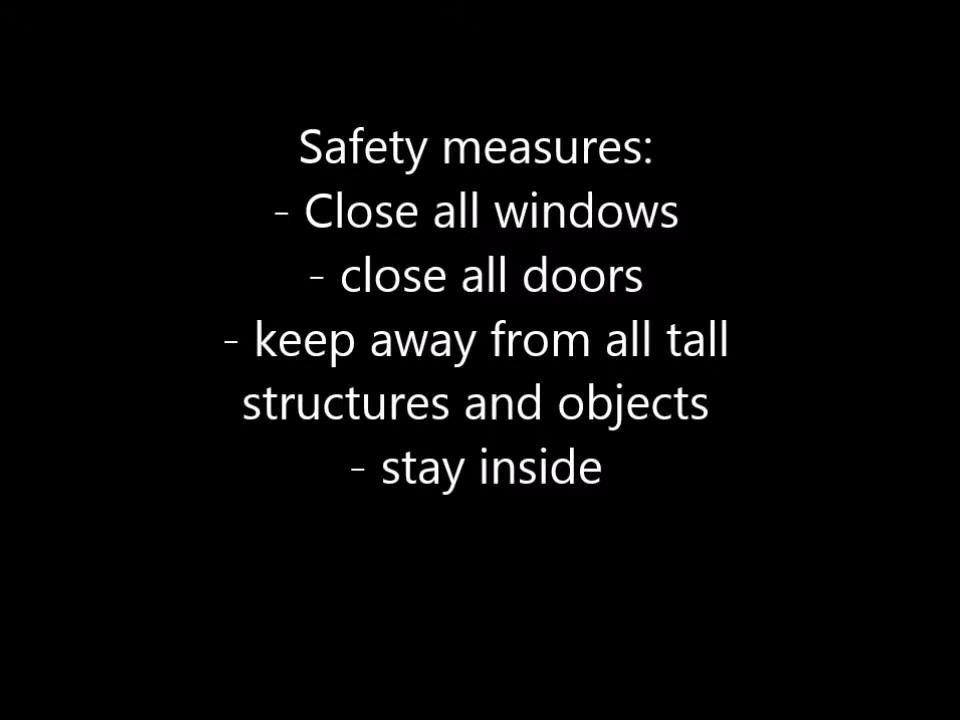 Safety measures:
- Close all windows
- close all doors
- keep away from all tall
structures and objects
- stay inside